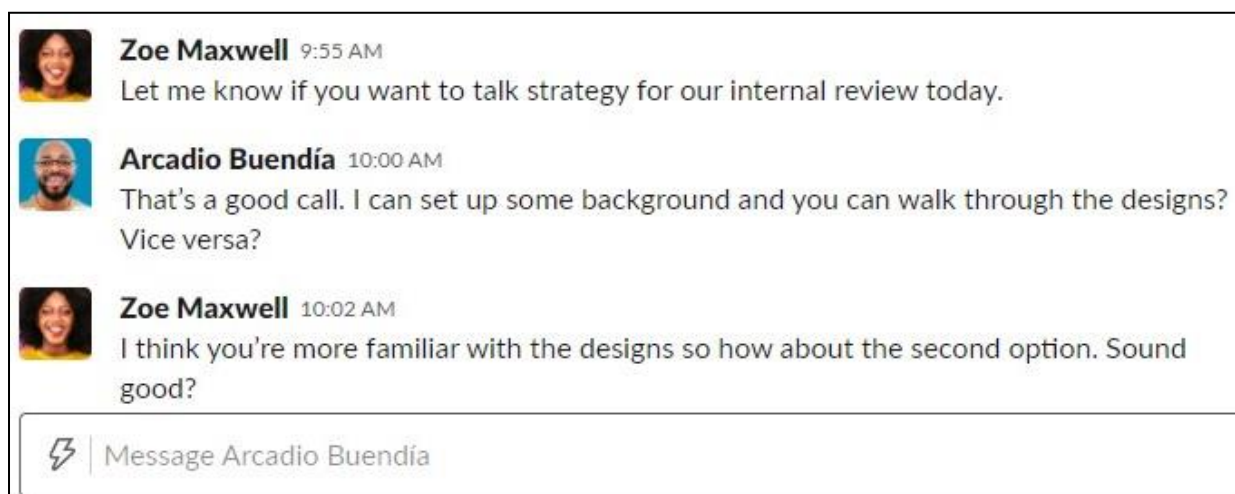 Zoe Maxwell 9:55 AM
Let me know if you want to talk strategy for our internal review today.
Arcadio Buendía 10:00 AM
That’s a good call. I can set up some background and you can walk through the designs?
Vice versa?
Zoe Maxwell 10:02 AM
I think you’re more familiar with the designs so how about the second option. Sound
good?
Message Arcadio Buendía